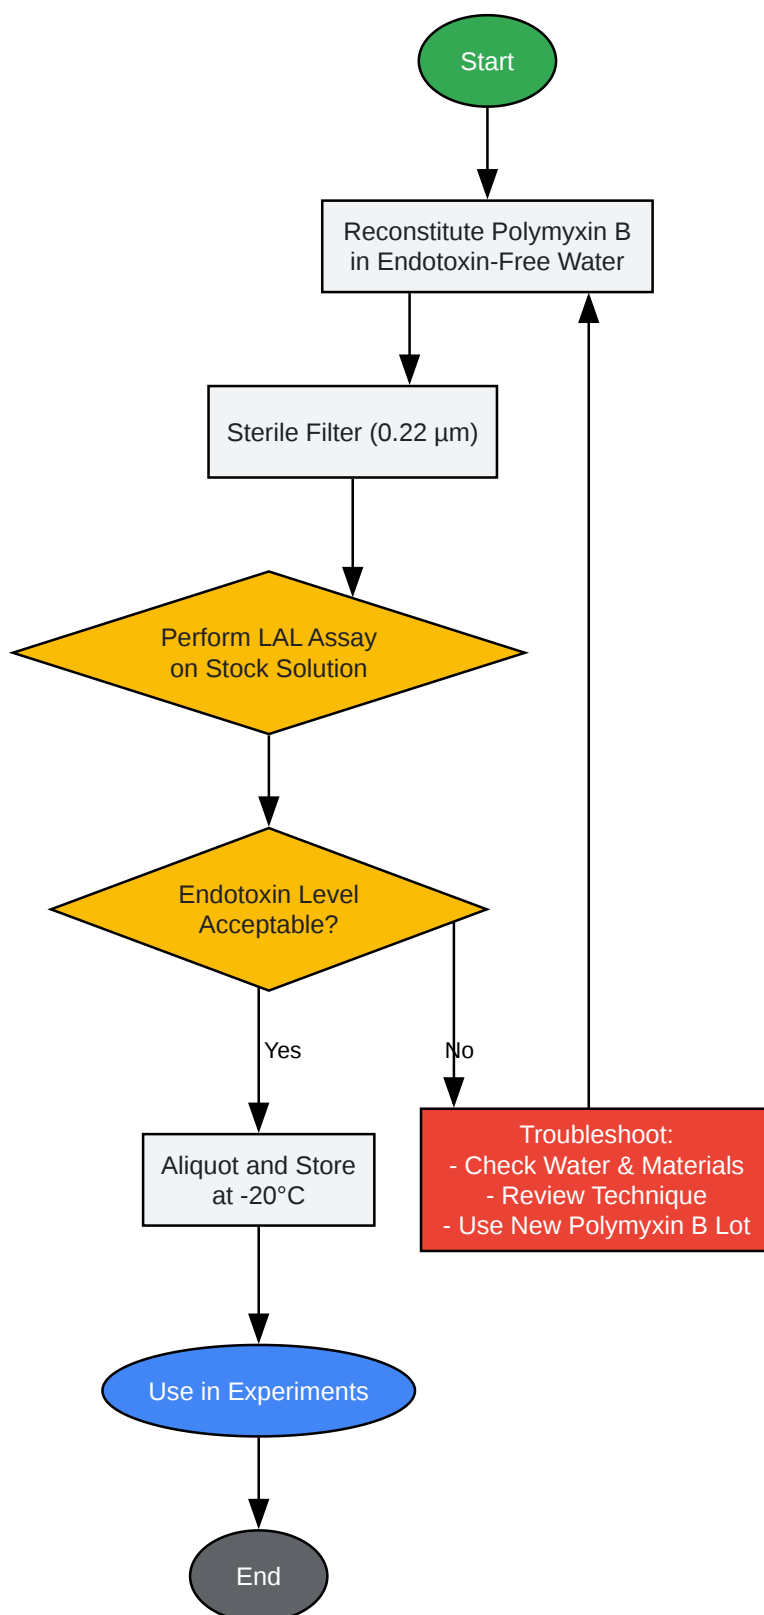 Start
Reconstitute Polymyxin B
in Endotoxin-Free Water
Sterile Filter (0.22 µm)
Perform LAL Assay
on Stock Solution
Endotoxin Level
Acceptable?
Yes
No
Troubleshoot:
- Check Water & Materials
- Review Technique
- Use New Polymyxin B Lot
Aliquot and Store
at -20°C
Use in Experiments
End